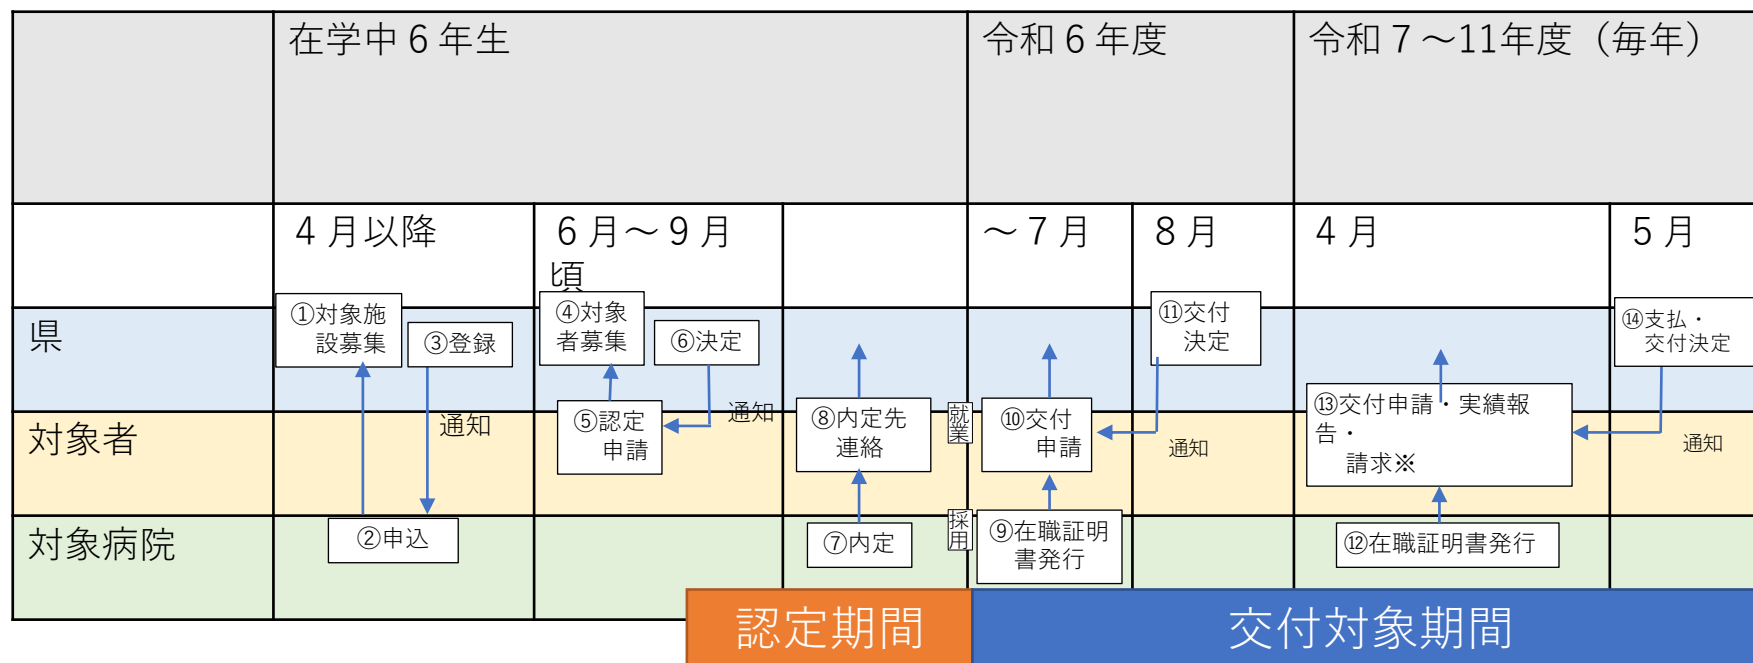 在学中６年生
令和６年度
令和７～11年度（毎年）
４月以降
６月～９月
頃
～７月
８月
４月
５月
県
①対象施
設募集
③登録
④対象
者募集
⑥決定
⑪交付
決定
⑭支払・
交付決定
対象者
通知
⑤認定
申請
通知
⑧内定先
連絡
就
業
⑩交付
申請
通知
⑬交付申請・実績報
告・
請求※
通知
対象病院
②申込
⑦内定
採
用
⑨在職証明
書発行
⑫在職証明書発行
認定期間
交付対象期間